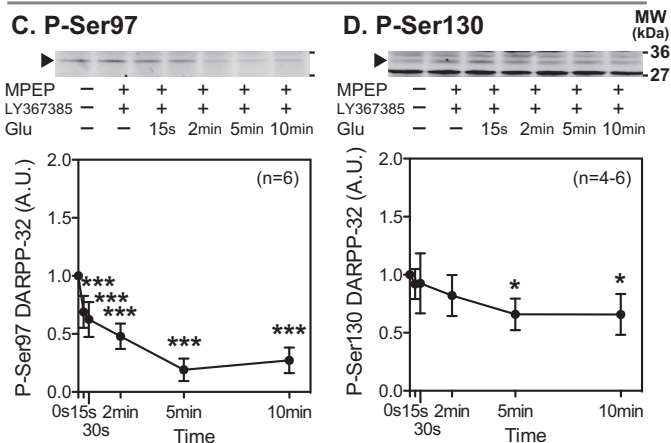 C. P-Ser97
MPEP – + + + + +
LY367385 – + + + + +
Glu – – 15s 2min 5min 10min
P-Ser97 DARPP-32 (A.U.)
2.0
1.5
1.0
0.5
0.0
(n=6)
***
***
***
***
***
0s 15s 2min 5min 10min
30s
Time
D. P-Ser130
MW
(kDa)
36
27
MPEP – + + + + +
LY367385 – + + + + +
Glu – – 15s 2min 5min 10min
P-Ser130 DARPP-32 (A.U.)
2.0
1.5
1.0
0.5
0.0
(n=4-6)
*
*
0s15s 2min 5min 10min
30s
Time